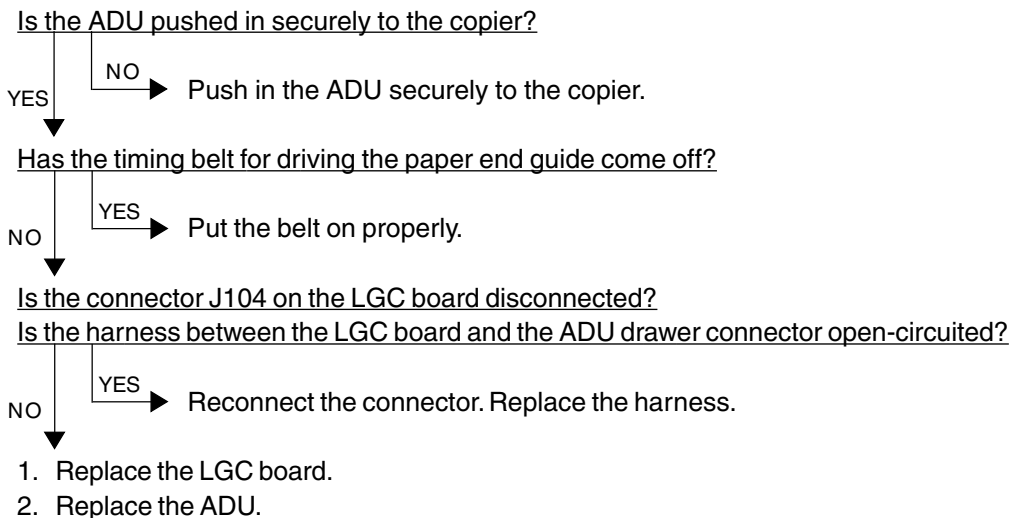 Is the ADU pushed in securely to the copier?
NO
Push in the ADU securely to the copier.
YES
Has the timing belt for driving the paper end guide come off?
YES
Put the belt on properly.
NO
Is the connector J104 on the LGC board disconnected?
Is the harness between the LGC board and the ADU drawer connector open-circuited?
YES
Reconnect the connector. Replace the harness.
NO
1. Replace the LGC board.
2. Replace the ADU.